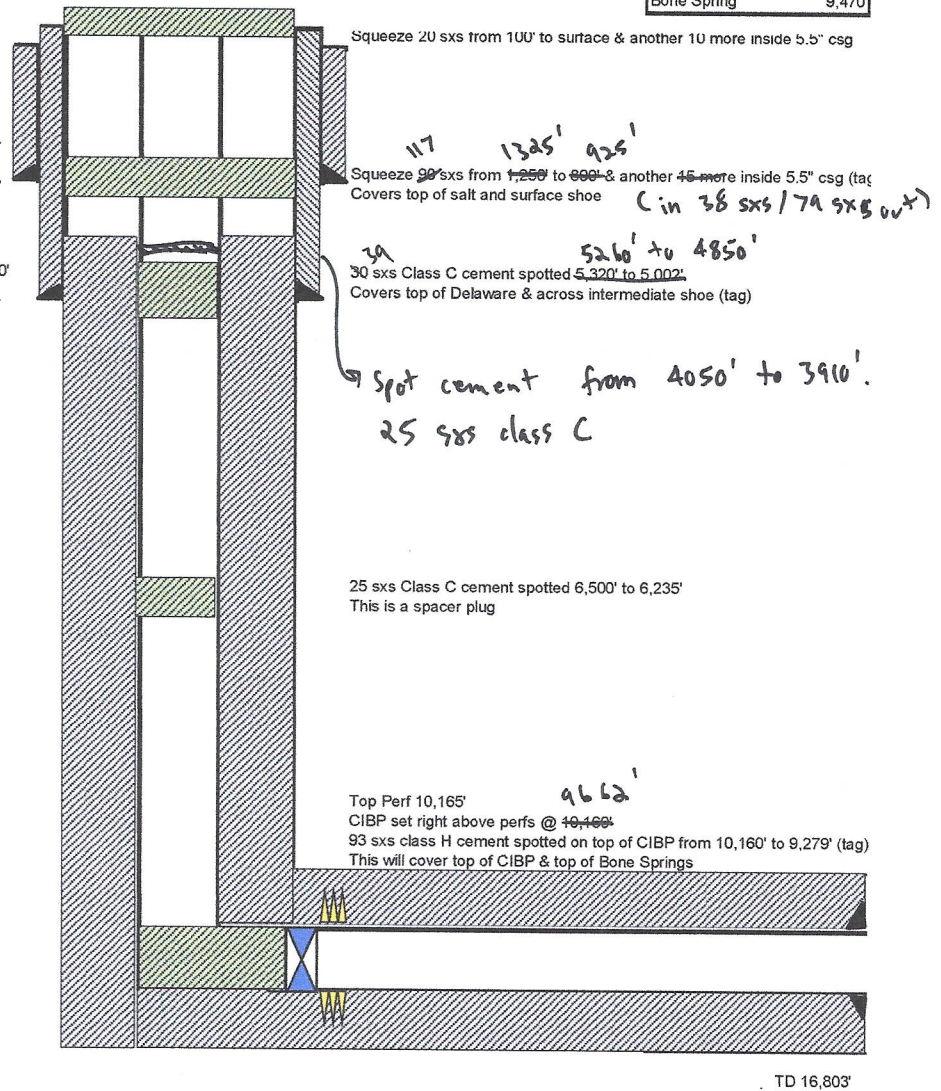 Bone Spring 9,470
Squeeze 20 sxs from 100' to surface & another 10 more inside 5.5" csg
117 1325' 925'
Squeeze 90 sxs from 1,250' to 800' & another 15 more inside 5.5" csg (tag
Covers top of salt and surface shoe
(in 38 sxs / 79 sxs out)
39 5260' to 4850'
30 sxs Class C cement spotted 5,320' to 5,002'
0'
Covers top of Delaware & across intermediate shoe (tag)
Spot cement from 4050' to 3910'.
25 sxs class C
25 sxs Class C cement spotted 6,500' to 6,235'
This is a spacer plug
Top Perf 10,165'
9662'
CIBP set right above perfs @ 10,160'
93 sxs class H cement spotted on top of CIBP from 10,160' to 9,279' (tag)
This will cover top of CIBP & top of Bone Springs
TD 16,803'